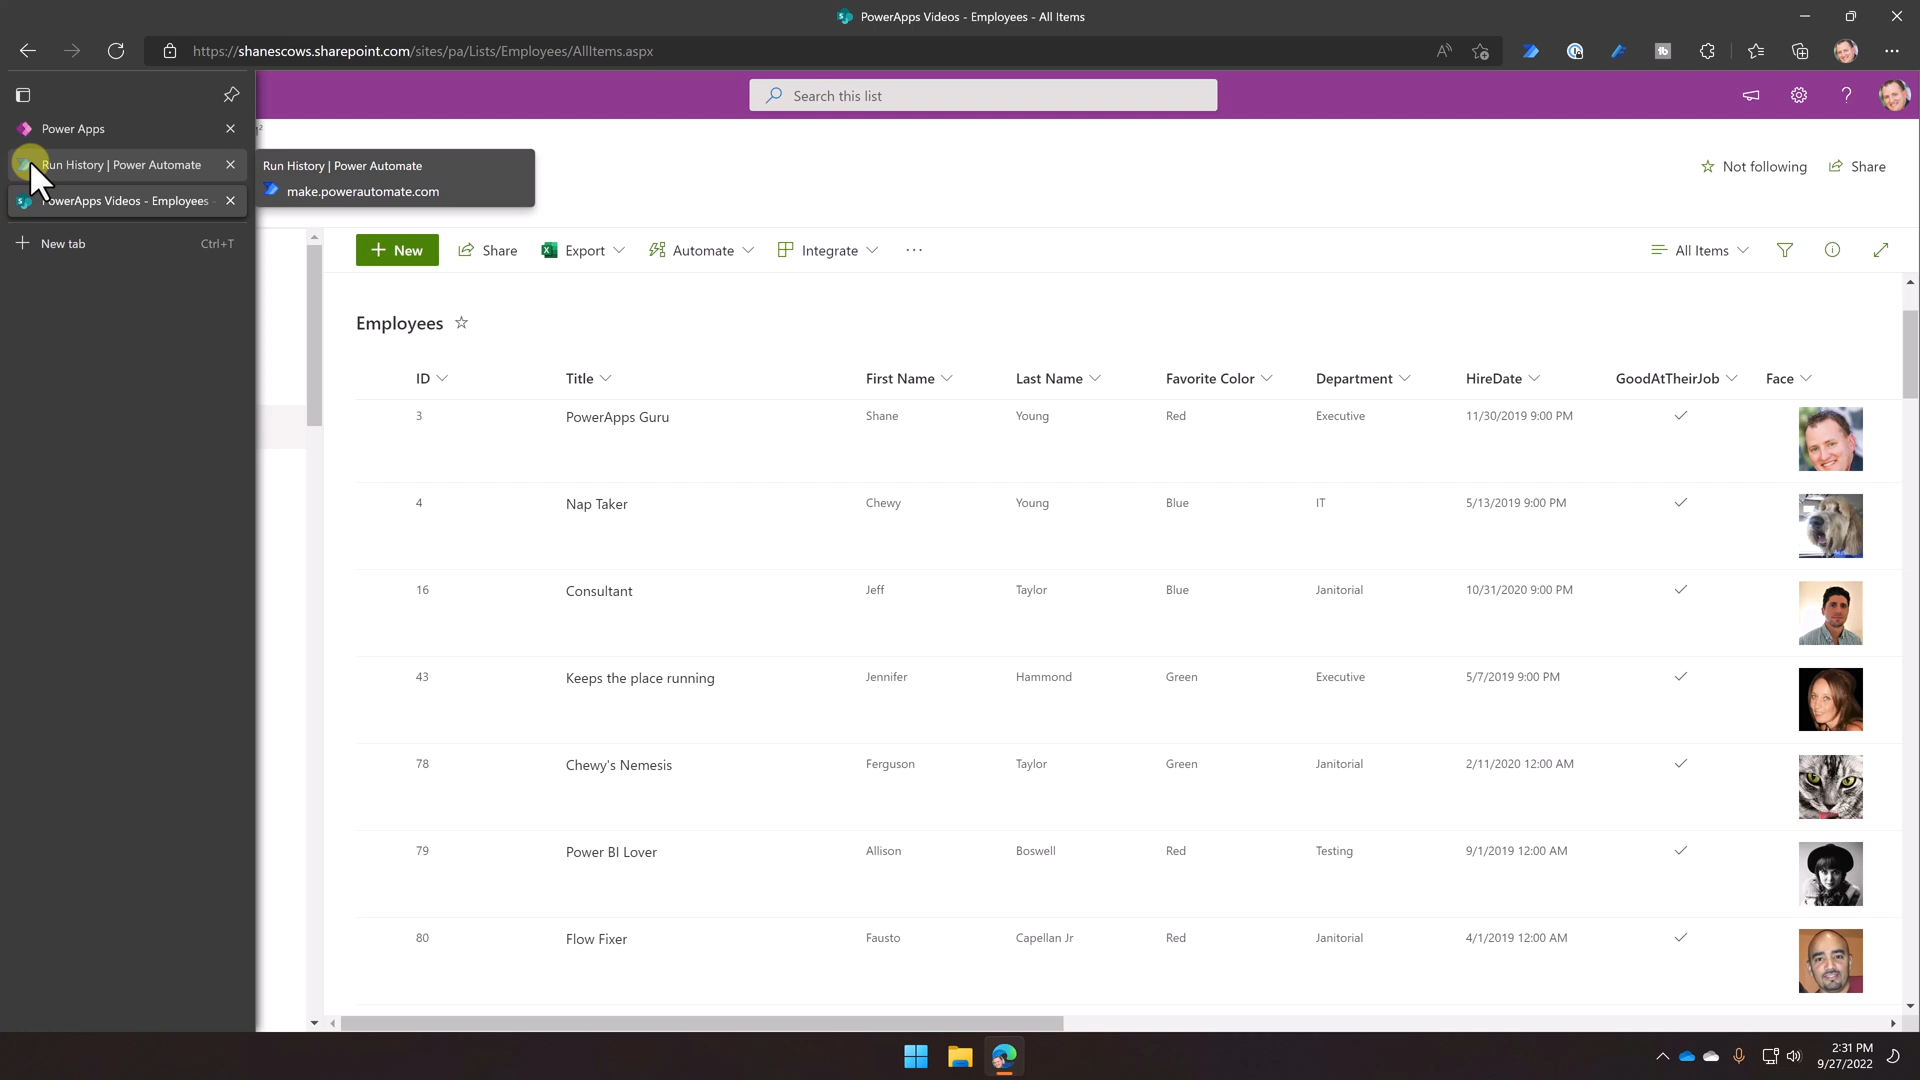 PowerApps Videos - Employees - All Items
https://shanescows.sharepoint.com/sites/pa/Lists/Employees/AllItems.aspx
Search this list
Power Apps
Run History | Power Automate
Run History | Power Automate
make.powerautomate.com
PowerApps Videos - Employees -
New tab Ctrl+T
Not following Share
New Share Export Automate Integrate ··· All Items
Employees
ID Title First Name Last Name Favorite Color Department HireDate GoodAtTheirJob Face
3 PowerApps Guru Shane Young Red Executive 11/30/2019 9:00 PM
4 Nap Taker Chewy Young Blue IT 5/13/2019 9:00 PM
16 Consultant Jeff Taylor Blue Janitorial 10/31/2020 9:00 PM
43 Keeps the place running Jennifer Hammond Green Executive 5/7/2019 9:00 PM
78 Chewy's Nemesis Ferguson Taylor Green Janitorial 2/11/2020 12:00 AM
79 Power BI Lover Allison Boswell Red Testing 9/1/2019 12:00 AM
80 Flow Fixer Fausto Capellan Jr Red Janitorial 4/1/2019 12:00 AM
2:31 PM
9/27/2022